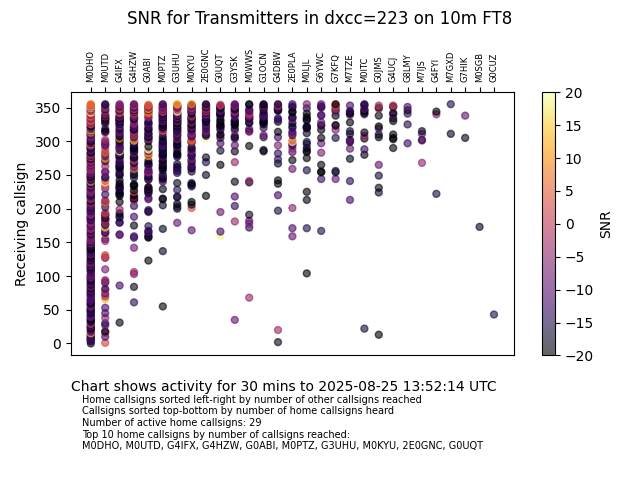 SNR for Transmitters in dxcc=223 on 10m FT8
M0DHO M0UTD G4IFX G4HZW G0ABI M0PTZ G3UHU M0KYU 2E0GNC G0UQT G3YSK M0WWS G1OCN G4DBW 2E0PLA M0LJL G6YWC G7KFQ M7TZE M0ITC G0JMS G4UCJ G8LMY M7IJS G4FYI M7GXD G7HIK M0SGB G0CUZ
350
300
250
200
150
100
50
0
Receiving callsign
20
15
10
5
0
−5
−10
−15
−20
SNR
Chart shows activity for 30 mins to 2025-08-25 13:52:14 UTC
Home callsigns sorted left-right by number of other callsigns reached
Callsigns sorted top-bottom by number of home callsigns heard
Number of active home callsigns: 29
Top 10 home callsigns by number of callsigns reached:
M0DHO, M0UTD, G4IFX, G4HZW, G0ABI, M0PTZ, G3UHU, M0KYU, 2E0GNC, G0UQT